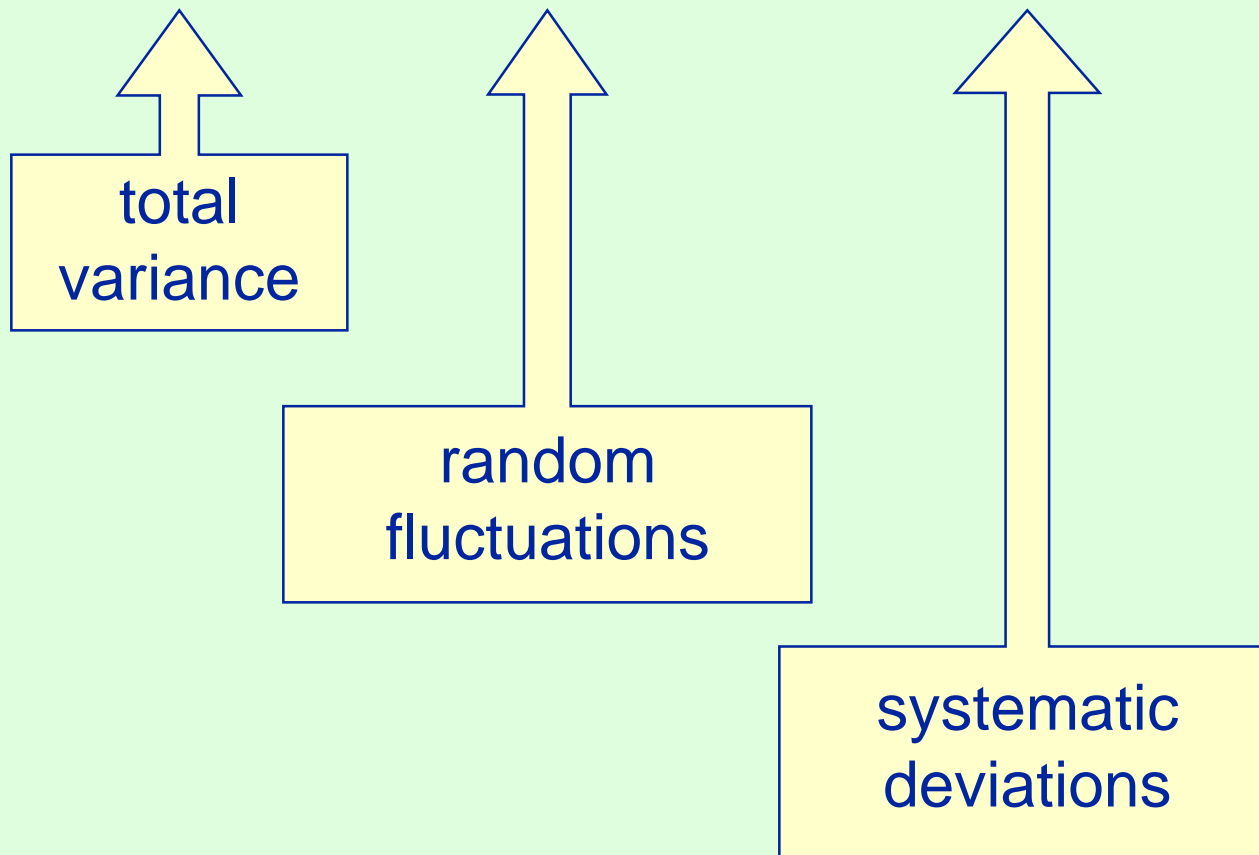 total
variance
random
fluctuations
systematic
deviations